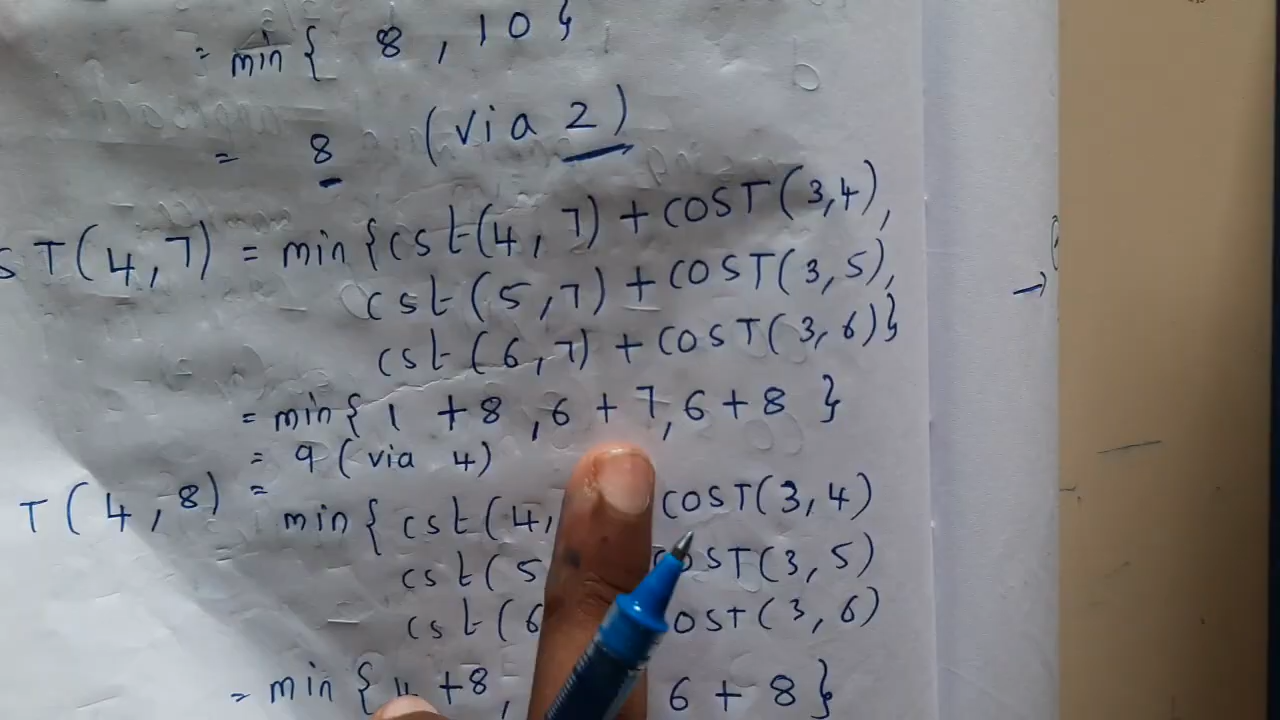 = min { 8 , 10 }
= 8 (via 2)
ST(4,7) = min{cst(4, 7) + COST(3,4),
cst(5,7) + COST(3,5),
cst(6,7) + COST(3,6)}
= min{ 1 +8 ,6 + 7,6+8 }
= 9 (via 4)
T(4,8) = min{ cst(4, COST(3,4)
cst(5 COST(3,5)
cst(6 COST(3,6)
= min { +8, 6 + 8}